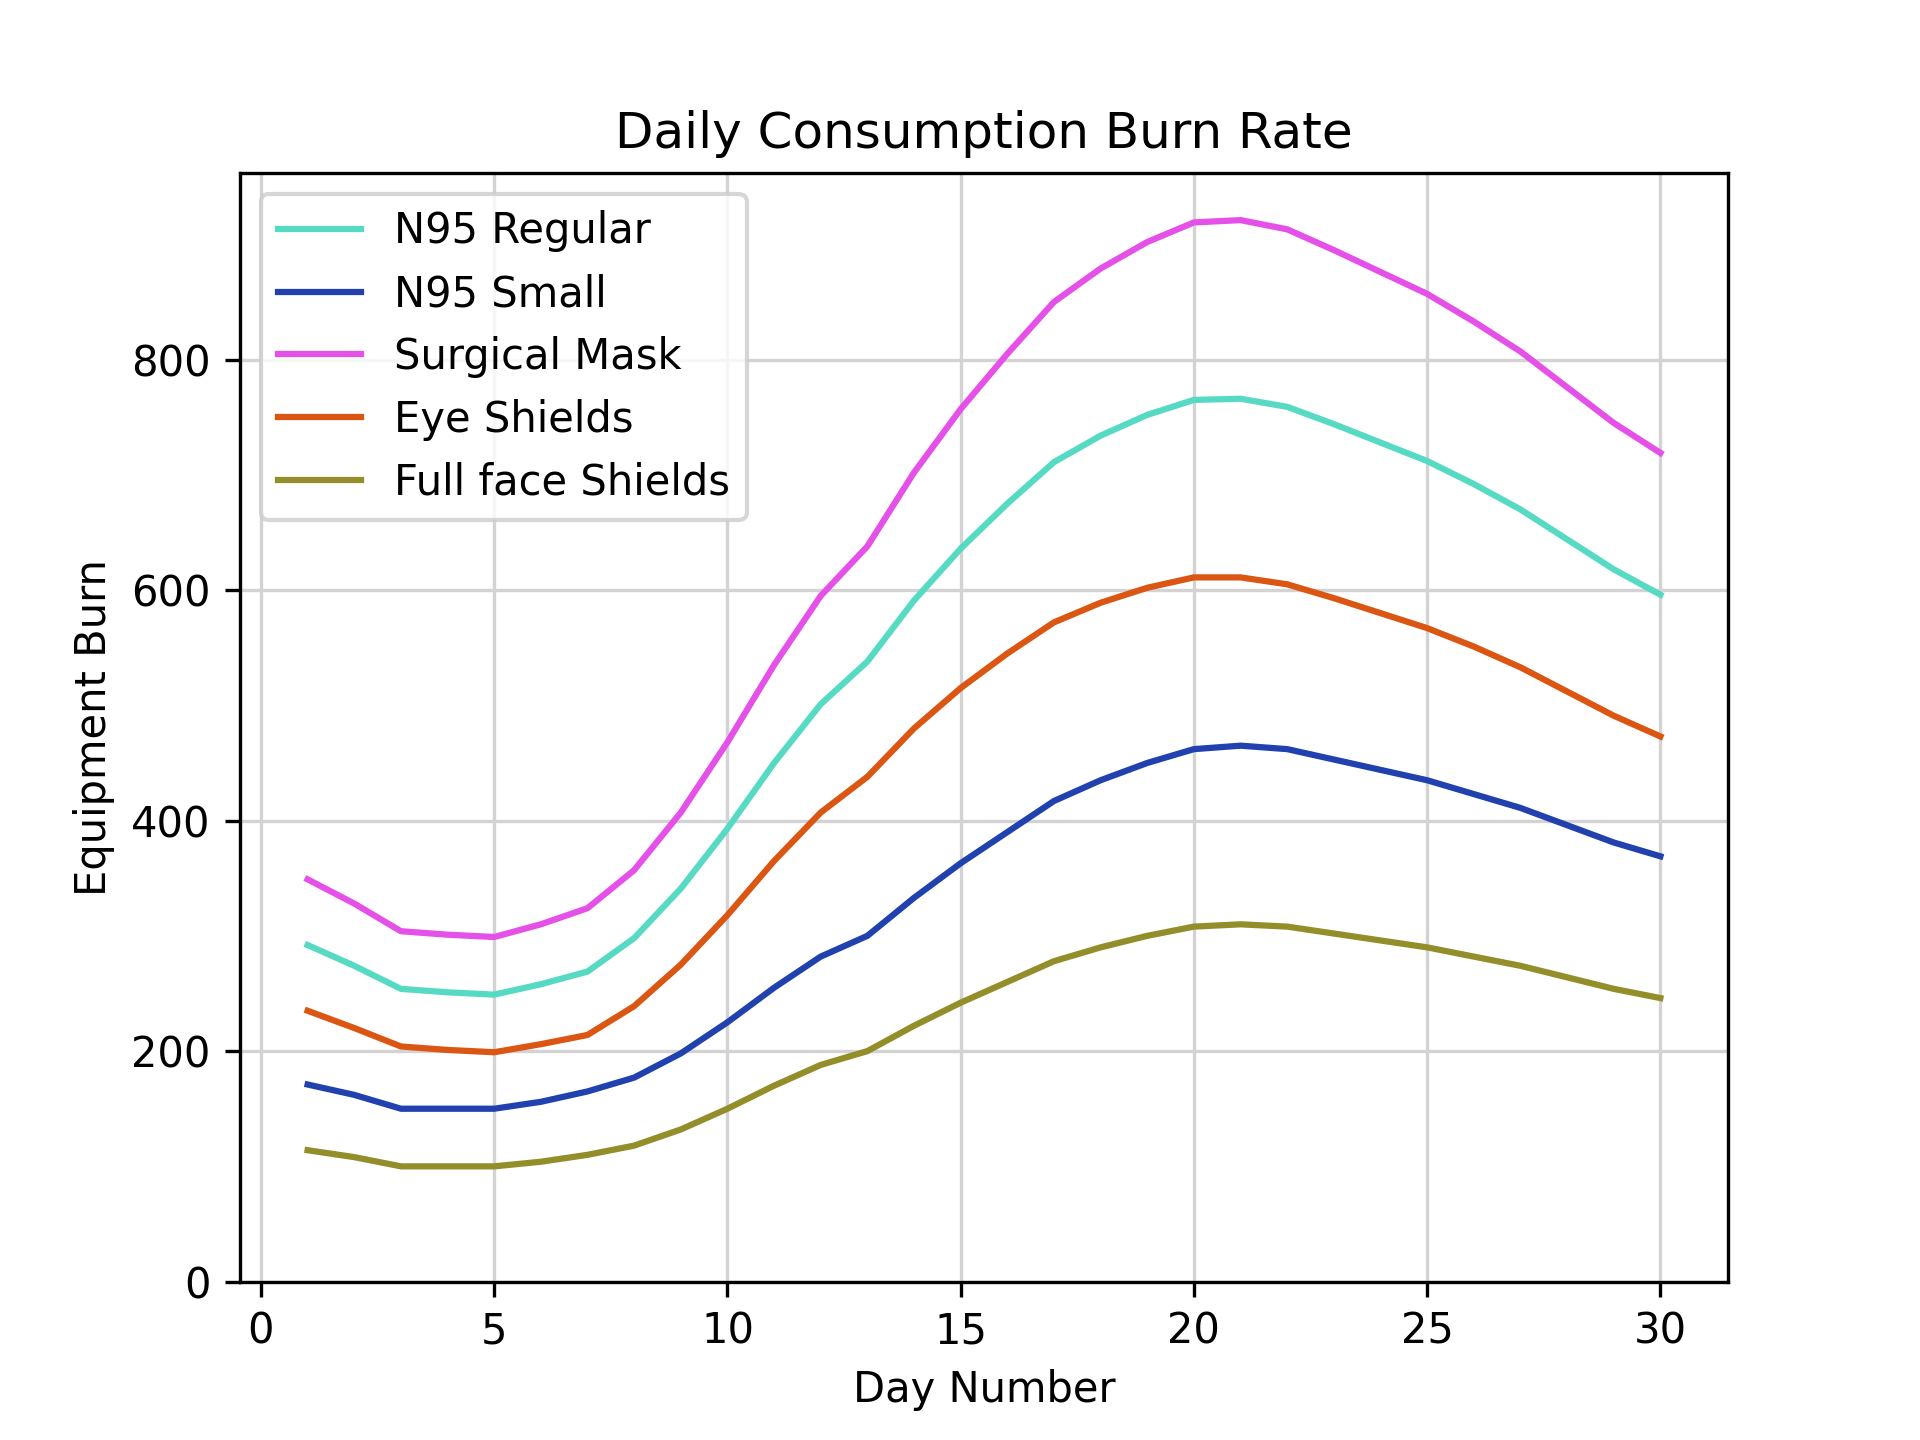 Daily Consumption Burn Rate
N95 Regular
N95 Small
Surgical Mask
Eye Shields
Full face Shields
Equipment Burn
800
600
400
200
0
0 5 10 15 20 25 30
Day Number